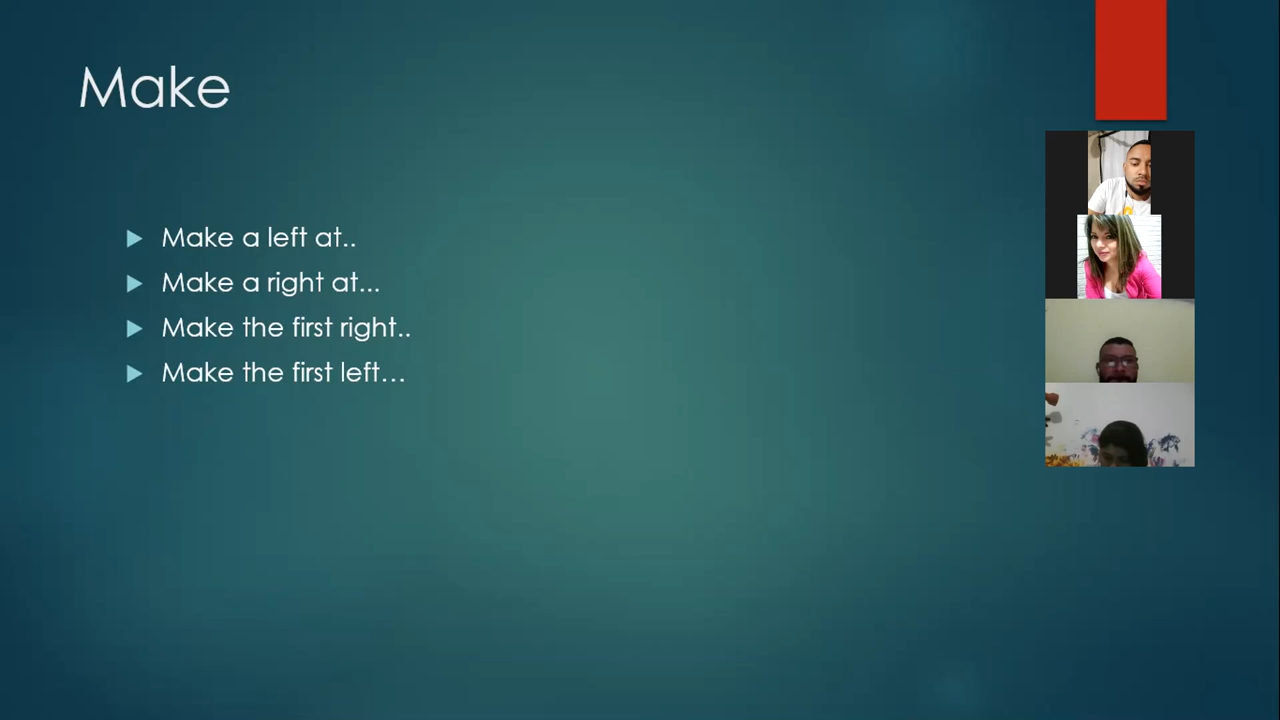 Make
Make a left at..
Make a right at...
Make the first right..
Make the first left...